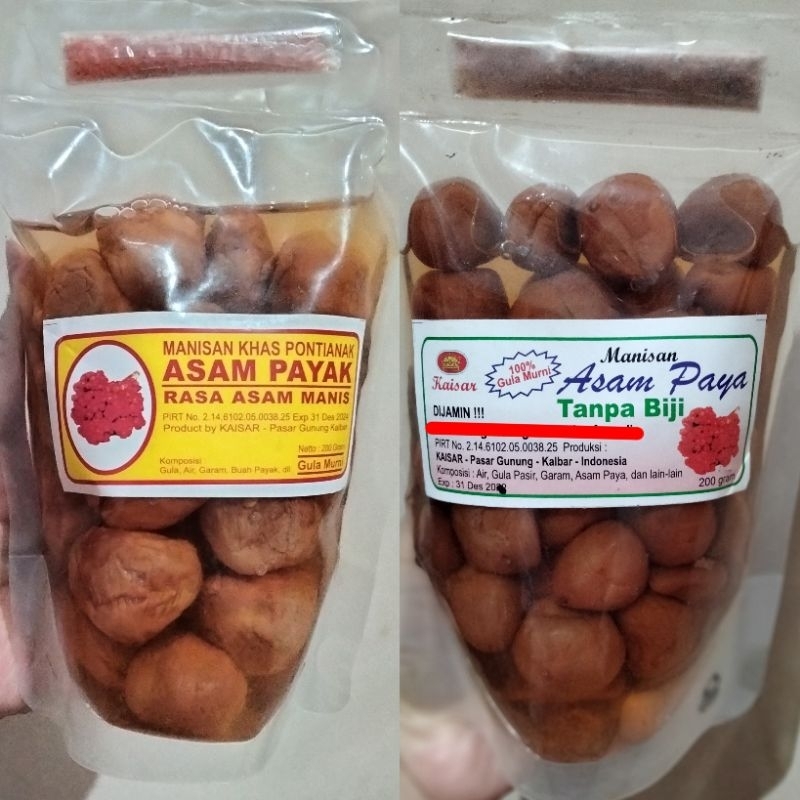 MANISAN KHAS PONTIANAK
ASAM PAYAK
RASA ASAM MANIS
PIRT No. 2.14.6102.05.0038.25 Exp 31 Des 2024
Product by KAISAR - Pasar Gunung Kalbar
Netto : 200 Gram
Komposisi
Gula, Air, Garam, Buah Payak, dll
Gula Murni
Kaisar
100%
Gula Murni
Manisan
Asam Paya
Tanpa Biji
DIJAMIN !!!
PIRT No. 2.14.6102.05.0038.25 Produksi :
KAISAR - Pasar Gunung - Kalbar - Indonesia
Komposisi : Air, Gula Pasir, Garam, Asam Paya, dan lain-lain
Exp : 31 Des
200 gram